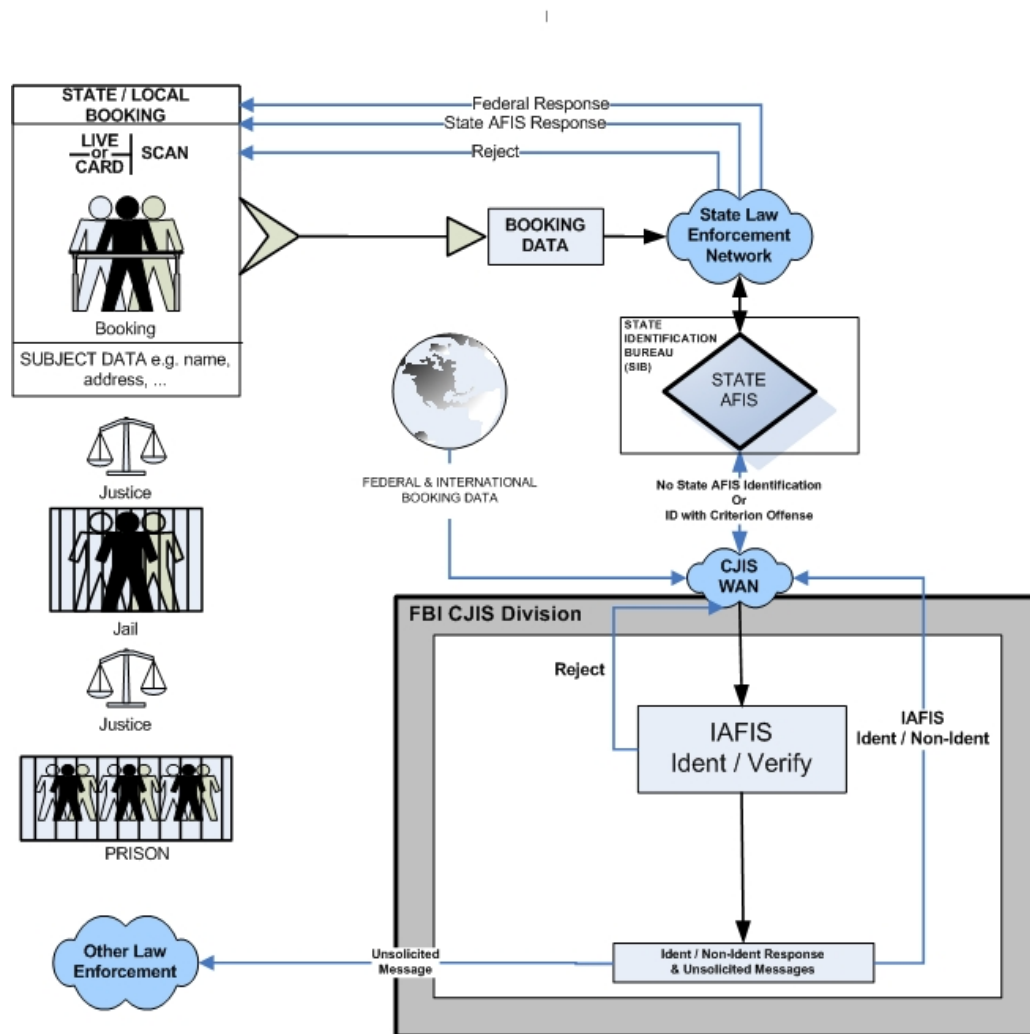 STATE / LOCAL
BOOKING
LIVE
or
CARD
SCAN
Booking
SUBJECT DATA e.g. name,
address, ...
Federal Response
State AFIS Response
Reject
BOOKING
DATA
State Law
Enforcement
Network
STATE
IDENTIFICATION
BUREAU
(SIB)
STATE
AFIS
FEDERAL & INTERNATIONAL
BOOKING DATA
No State AFIS Identification
Or
ID with Criterion Offense
CJIS
WAN
Justice
Jail
Justice
PRISON
FBI CJIS Division
Reject
IAFIS
Ident / Verify
IAFIS
Ident / Non-Ident
Ident / Non-Ident Response
& Unsolicited Messages
Unsolicited
Message
Other Law
Enforcement